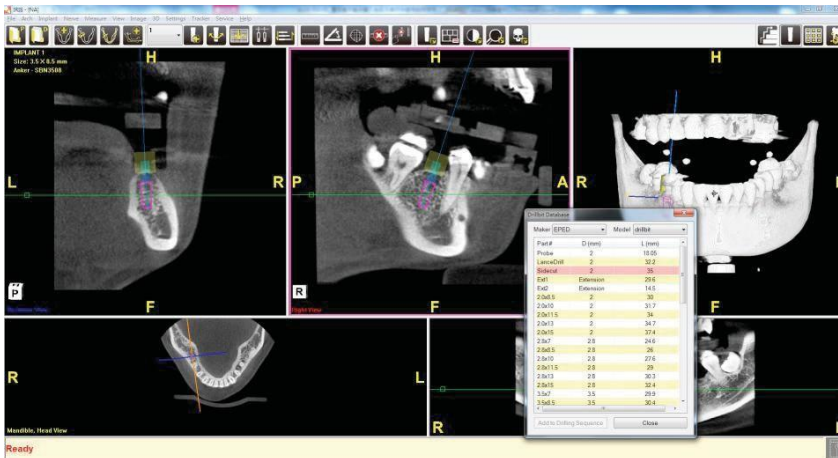 File Arch Implant Nerve Measure View Image 3D Settings Tracker Service Help
1
IMPLANT 1
Size: 3.5 X 8.5 mm
Anker - SBN3508
H
L
R
P
F
H
P
A
R
F
Right View
H
R
F
Drillbit Database
Maker EPED Model drillbit
Part# D (mm) L (mm)
Probe 2 18.05
LanceDrill 2 32.2
Sidecut 2 35
Ext1 Extension 29.6
Ext2 Extension 14.5
2.0x8.5 2 30
2.0x10 2 31.7
2.0x11.5 2 34
2.0x13 2 34.7
2.0x15 2 37.4
2.8x7 2.8 24.6
2.8x8.5 2.8 26
2.8x10 2.8 27.6
2.8x11.5 2.8 29
2.8x13 2.8 30.3
2.8x15 2.8 32.4
3.5x7 3.5 29.9
3.5x8.5 3.5 30.4
Add to Drilling Sequence Close
R
L
Mandible, Head View
R
Ready